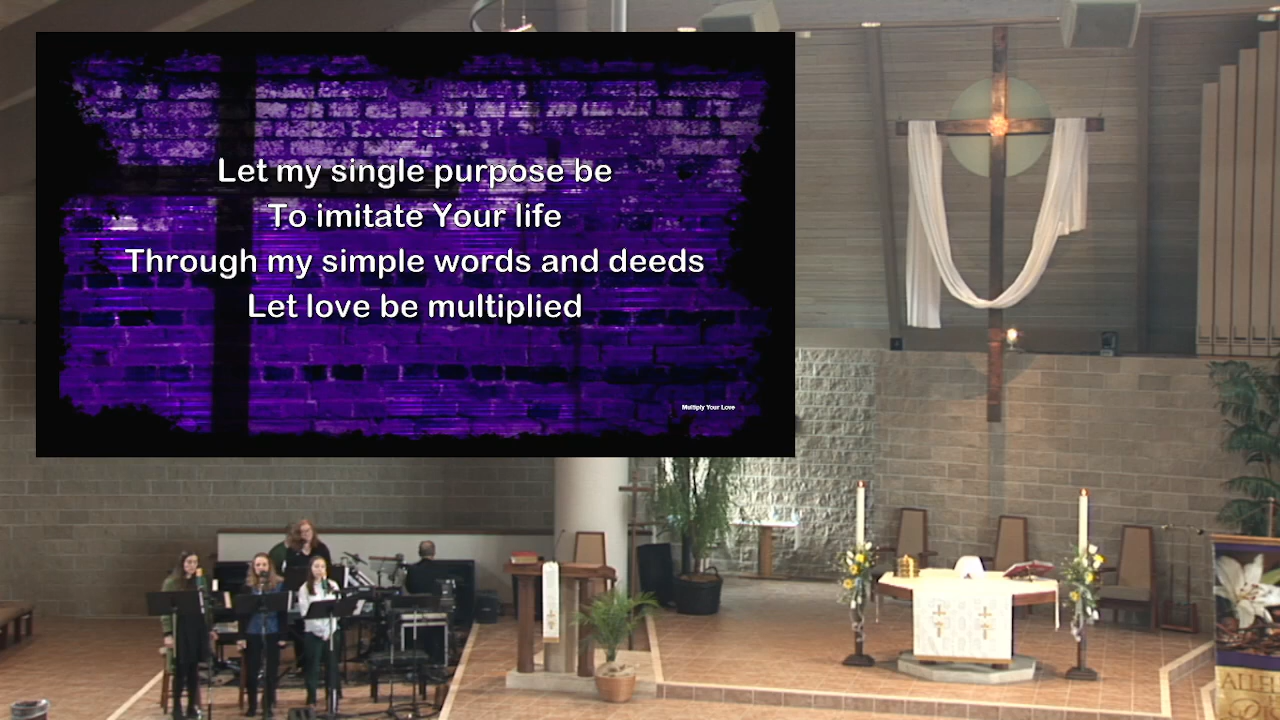 Let my single purpose be
To imitate Your life
Through my simple words and deeds
Let love be multiplied
Multiply Your Love